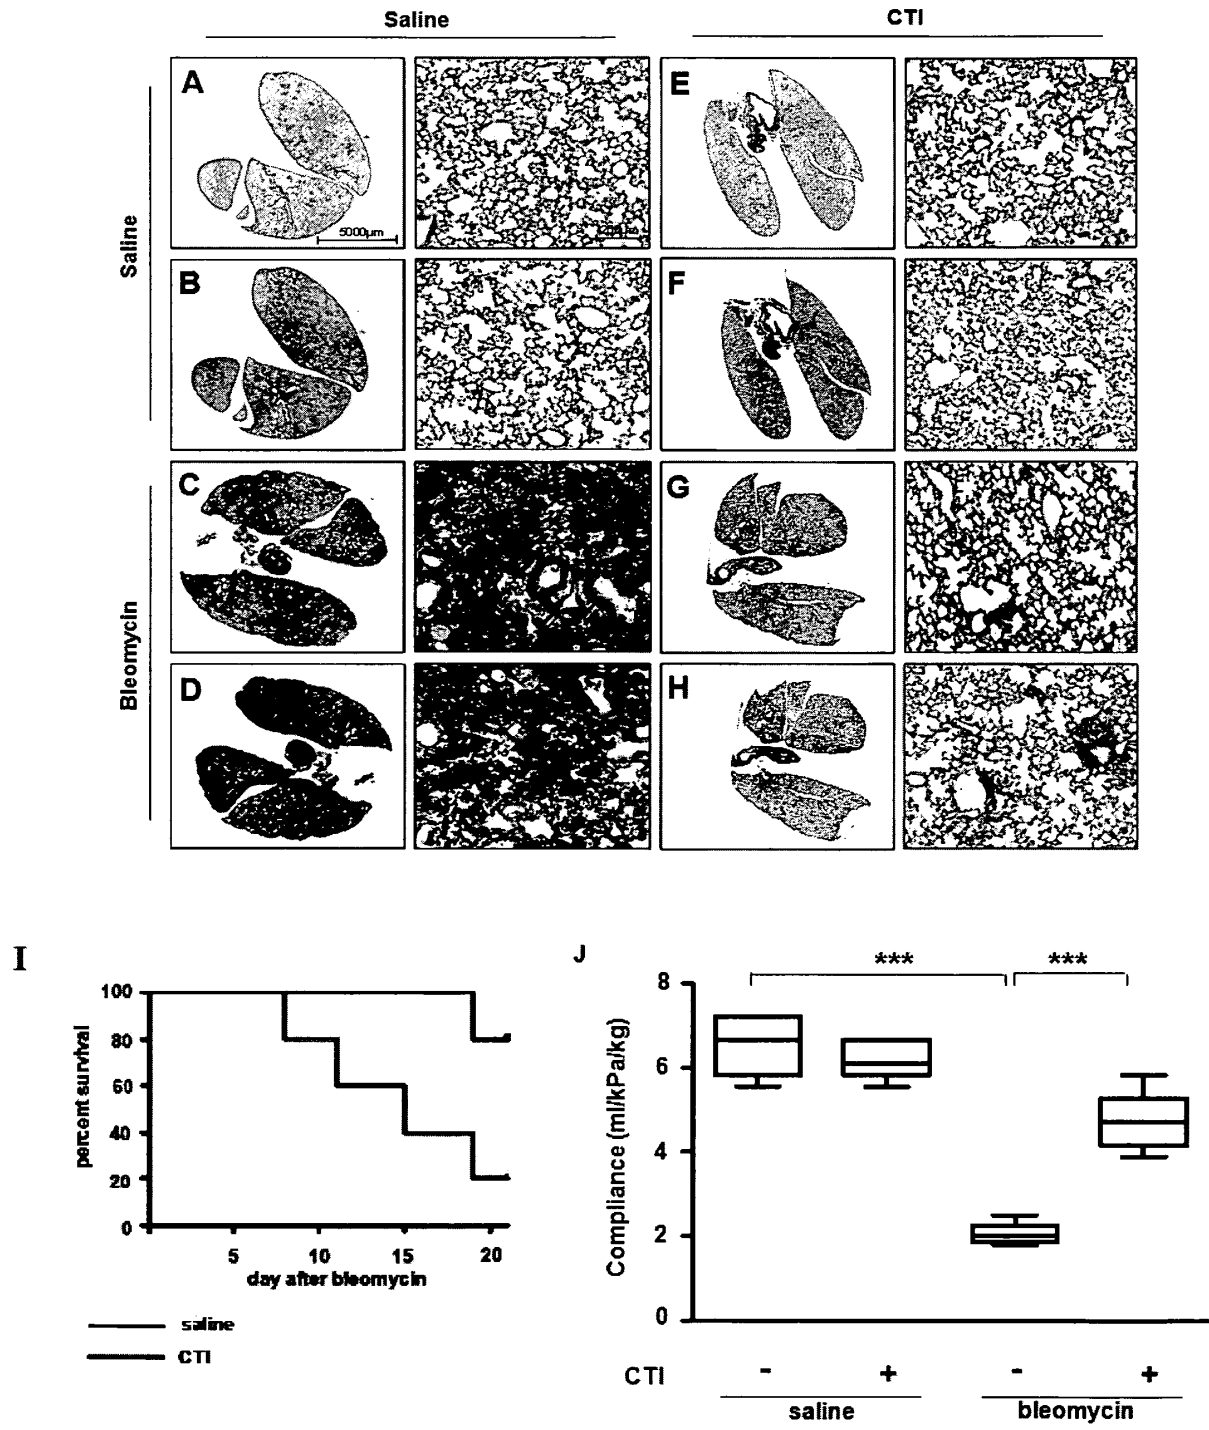 Saline
CTI
Saline
Bleomycin
A
5000µm
E
B
F
C
G
D
H
I
J
percent survival
100
80
60
40
20
0
5 10 15 20
day after bleomycin
saline
CTI
*** ***
Compliance (ml/kPa/kg)
8
6
4
2
0
CTI - + - +
saline bleomycin